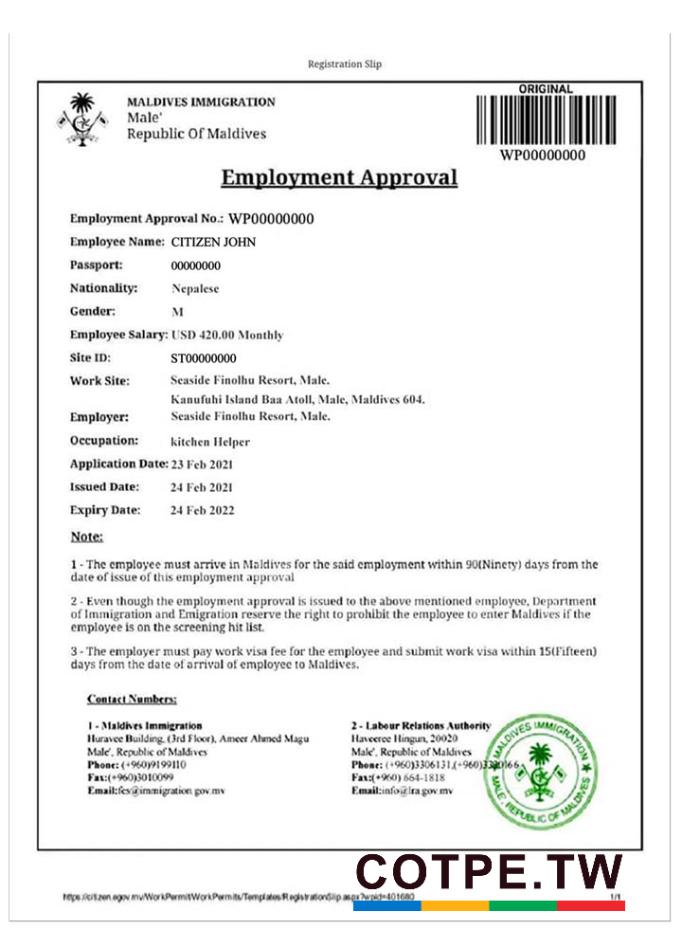 Registration Slip
MALDIVES IMMIGRATION
Male'
Republic Of Maldives
ORIGINAL
WP00000000
Employment Approval
Employment Approval No.: WP00000000
Employee Name: CITIZEN JOHN
Passport: 00000000
Nationality: Nepalese
Gender: M
Employee Salary: USD 420.00 Monthly
Site ID: ST00000000
Work Site: Seaside Finolhu Resort, Male.
Kanufuhi Island Baa Atoll, Male, Maldives 604.
Employer: Seaside Finolhu Resort, Male.
Occupation: kitchen Helper
Application Date: 23 Feb 2021
Issued Date: 24 Feb 2021
Expiry Date: 24 Feb 2022
Note:
1 - The employee must arrive in Maldives for the said employment within 90(Ninety) days from the
date of issue of this employment approval
2 - Even though the employment approval is issued to the above mentioned employee, Department
of Immigration and Emigration reserve the right to prohibit the employee to enter Maldives if the
employee is on the screening hit list.
3 - The employer must pay work visa fee for the employee and submit work visa within 15(Fifteen)
days from the date of arrival of employee to Maldives.
Contact Numbers:
1 - Maldives Immigration
Huravee Building, (3rd Floor), Ameer Ahmed Magu
Male', Republic of Maldives
Phone: (+960)9199110
Fax:(+960)3010099
Email:fes@immigration.gov.mv
2 - Labour Relations Authority
Haveeree Hingun, 20020
Male', Republic of Maldives
Phone: (+960)3306131,(+960)
Fax:(+960) 664-1818
Email:info@lra.gov.mv
MALDIVES IMMIGRATION
MALE', REPUBLIC OF MALDIVES
COTPE.TW
https://citizen.egov.mv/WorkPermit/WorkPermits/Templates/RegistrationSlip.aspx?wpid=401680
1/1